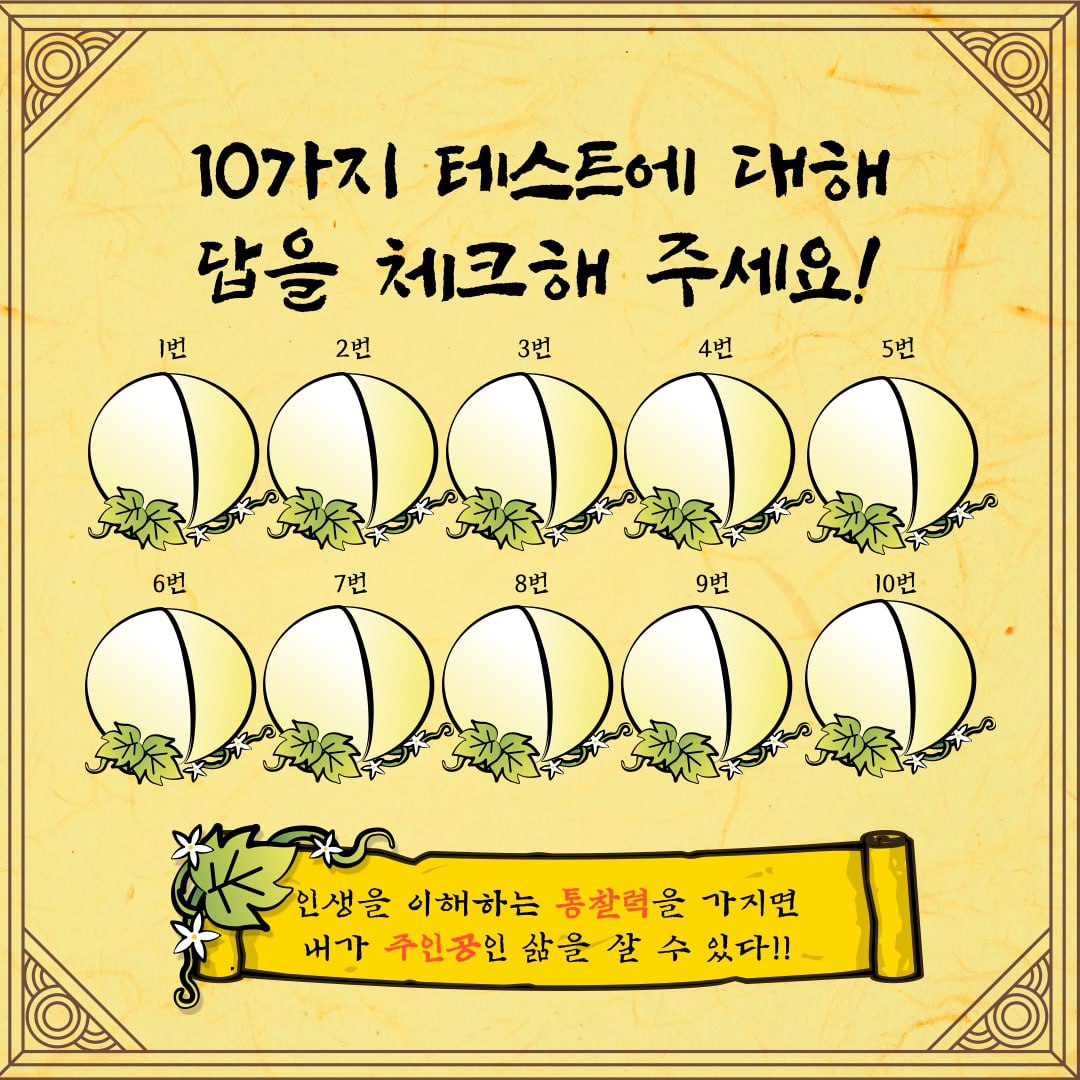 10가지 테스트에 대해
답을 체크해 주세요!
1번 2번 3번 4번 5번
6번 7번 8번 9번 10번
인생을 이해하는 통찰력을 가지면
내가 주인공인 삶을 살 수 있다!!